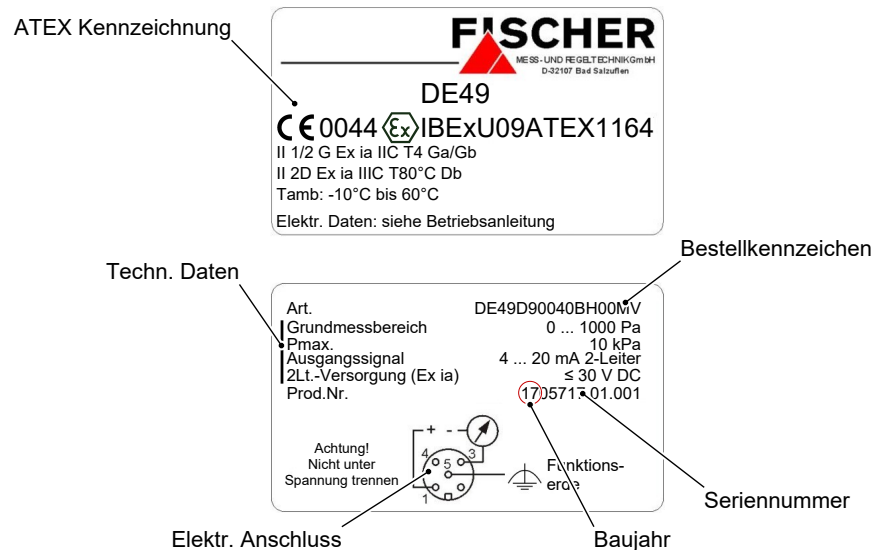 ATEX Kennzeichnung
FISCHER
MESS- UND REGELTECHNIK GmbH
D-32107 Bad Salzuflen
DE49
CE 0044 Ex IBExU09ATEX1164
II 1/2 G Ex ia IIC T4 Ga/Gb
II 2D Ex ia IIIC T80°C Db
Tamb: -10°C bis 60°C
Elektr. Daten: siehe Betriebsanleitung
Bestellkennzeichen
Techn. Daten
Art. DE49D90040BH00MV
Grundmessbereich 0 ... 1000 Pa
Pmax. 10 kPa
Ausgangssignal 4 ... 20 mA 2-Leiter
2Lt.-Versorgung (Ex ia) ≤ 30 V DC
Prod.Nr. 1705717.01.001
+ -
Achtung!
Nicht unter
Spannung trennen
4 5 3
1
Funktions-
erde
Seriennummer
Elektr. Anschluss
Baujahr